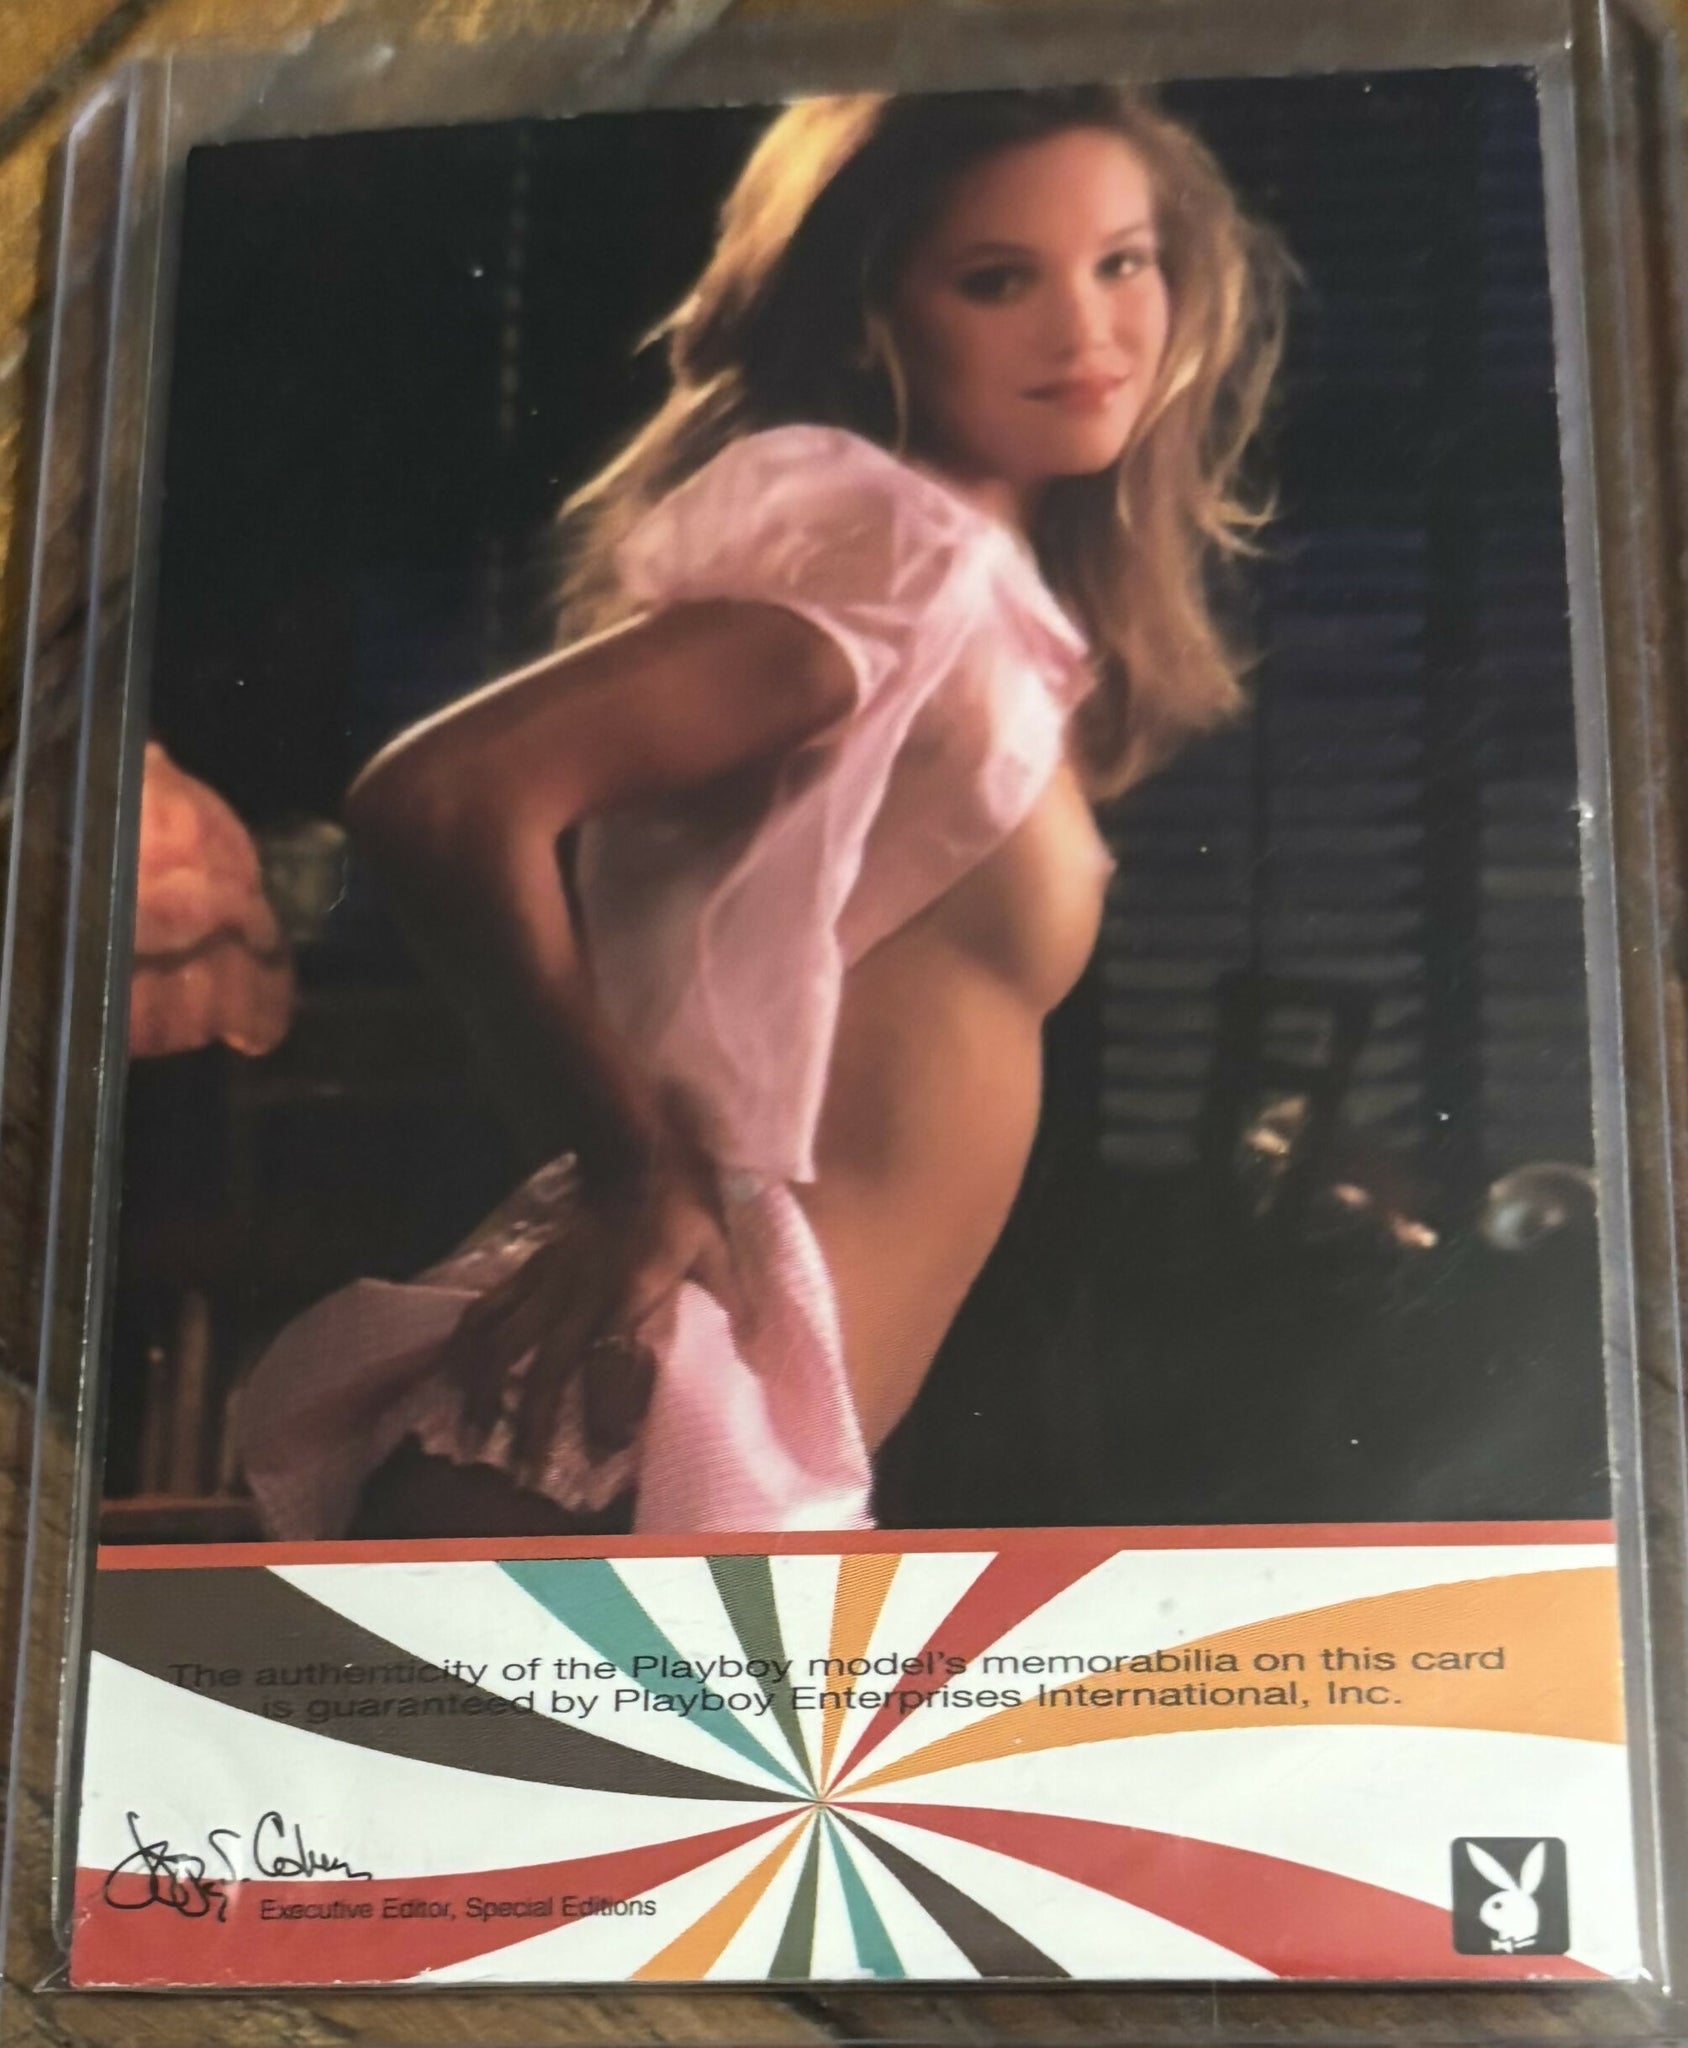 The authenticity of the Playboy model's memorabilia on this card
is guaranteed by Playboy Enterprises International, Inc.
Executive Editor, Special Editions